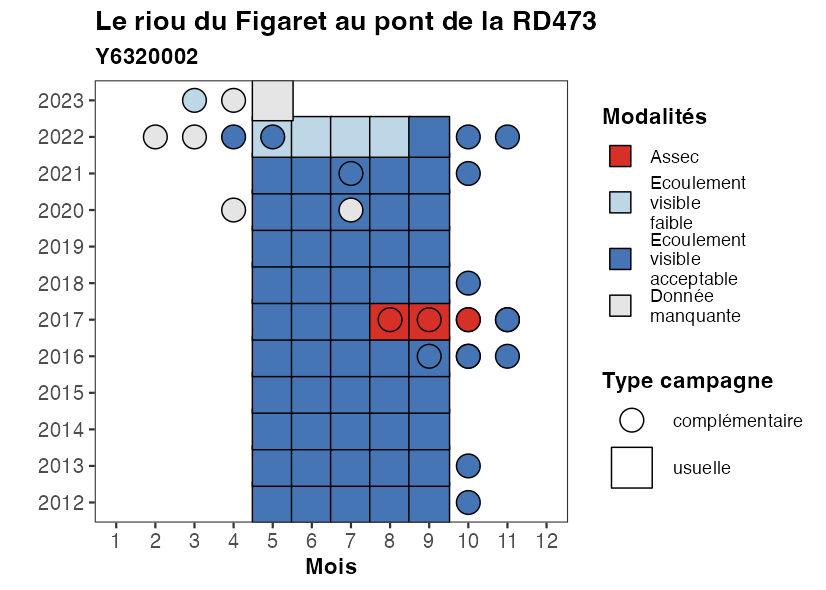 Le riou du Figaret au pont de la RD473
Y6320002
2023
2022
2021
2020
2019
2018
2017
2016
2015
2014
2013
2012
1 2 3 4 5 6 7 8 9 10 11 12
Mois
Modalités
Assec
Ecoulement
visible
faible
Ecoulement
visible
acceptable
Donnée
manquante
Type campagne
complémentaire
usuelle